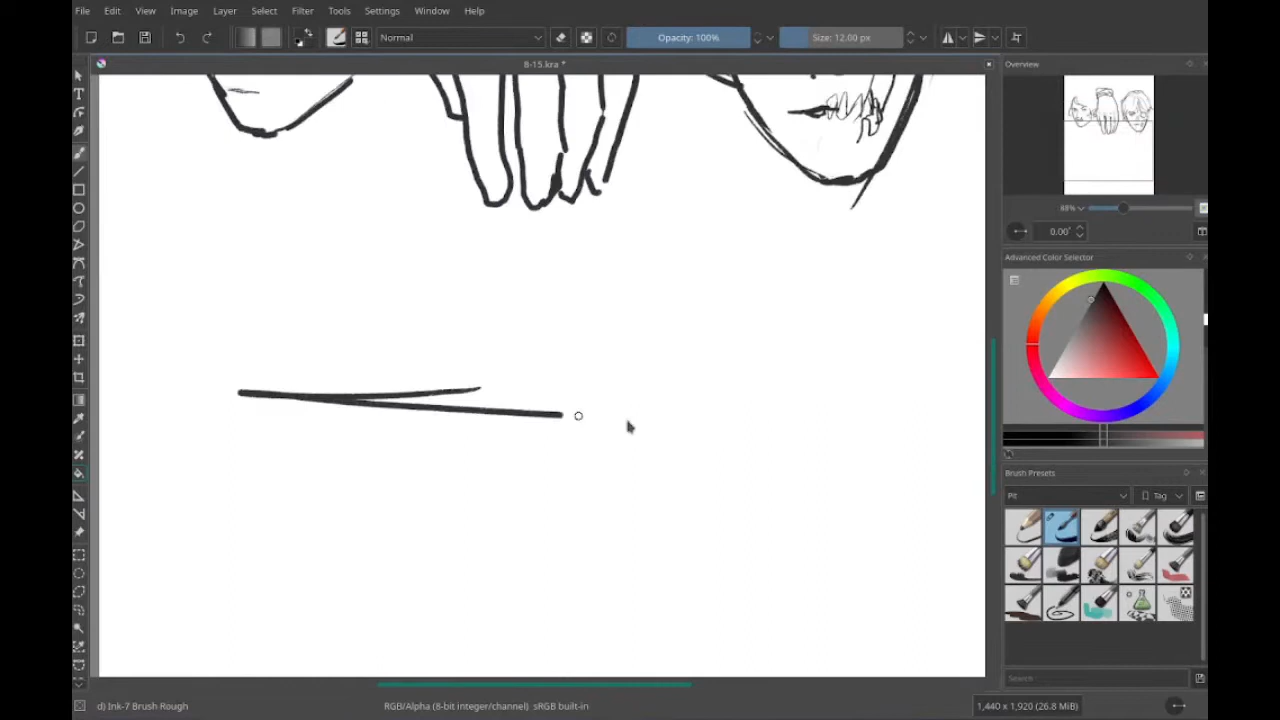 File Edit View Image Layer Select Filter Tools Settings Window Help
Normal Opacity: 100% Size: 12.00 px
8-15.kra *
Overview
88%
0.00°
Advanced Color Selector
Brush Presets
Pit Tag
Search
d) Ink-7 Brush Rough RGB/Alpha (8-bit integer/channel) sRGB built-in 1,440 x 1,920 (26.8 MiB)